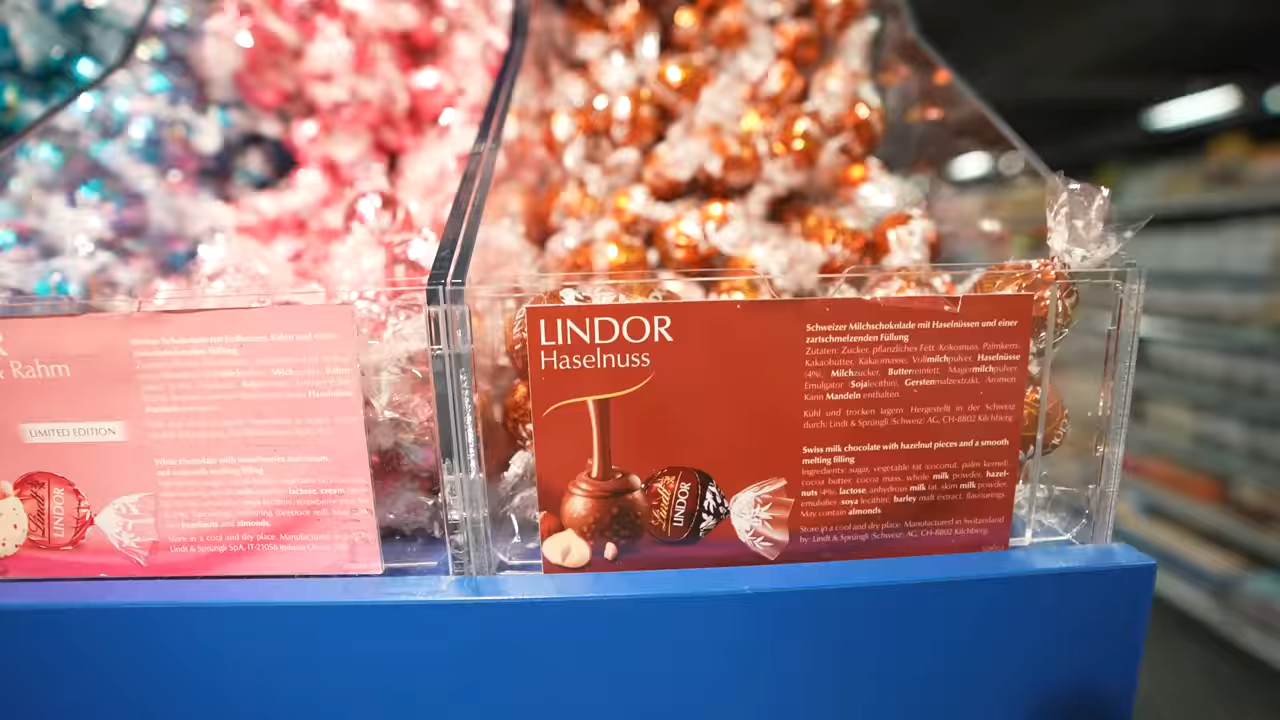 & Rahm
LIMITED EDITION
White chocolate with
lactose, cream
hazelnuts and almonds.
Store in a cool and dry place. Manufactured in
Lindt & Sprüngli SpA, IT-21056 Induno Olona
Lindt
LINDOR
LINDOR
Haselnuss
Lindt
LINDOR
Schweizer Milchschokolade mit Haselnüssen und einer
zartschmelzenden Füllung
Zutaten: Zucker, pflanzliches Fett (Kokosnuss, Palmkern),
Kakaobutter, Kakaomasse, Vollmilchpulver, Haselnüsse
(4%), Milchzucker, Butterreinfett, Magermilchpulver,
Emulgator (Sojalecithin), Gerstenmalzextrakt, Aromen.
Kann Mandeln enthalten.
Kühl und trocken lagern. Hergestellt in der Schweiz
durch: Lindt & Sprüngli (Schweiz) AG, CH-8802 Kilchberg.
Swiss milk chocolate with hazelnut pieces and a smooth
melting filling
Ingredients: sugar, vegetable fat (coconut, palm kernel),
cocoa butter, cocoa mass, whole milk powder, hazel-
nuts (4%), lactose, anhydrous milk fat, skim milk powder,
emulsifier (soya lecithin), barley malt extract, flavourings.
May contain almonds.
Store in a cool and dry place. Manufactured in Switzerland
by: Lindt & Sprüngli (Schweiz) AG, CH-8802 Kilchberg.